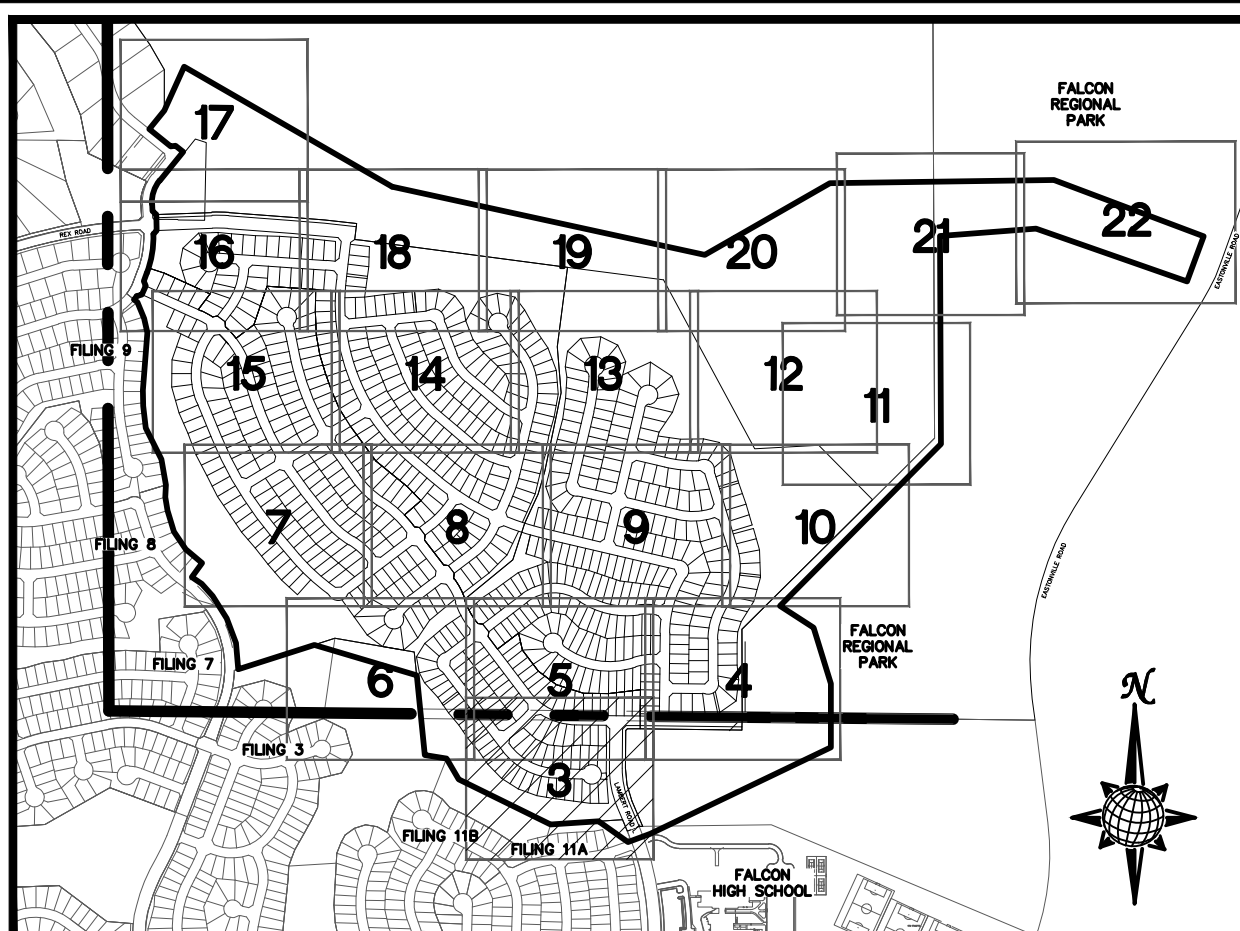 FALCON
REGIONAL
PARK
17
22
21
REX ROAD
16
18
19
20
EASTONVILLE ROAD
FILING 9
15
14
13
12
11
7
8
9
10
FILING 8
EASTONVILLE ROAD
FALCON
REGIONAL
PARK
FILING 7
6
5
4
N
FILING 3
3
LAMBERT ROAD
FILING 11B
FILING 11A
FALCON
HIGH SCHOOL